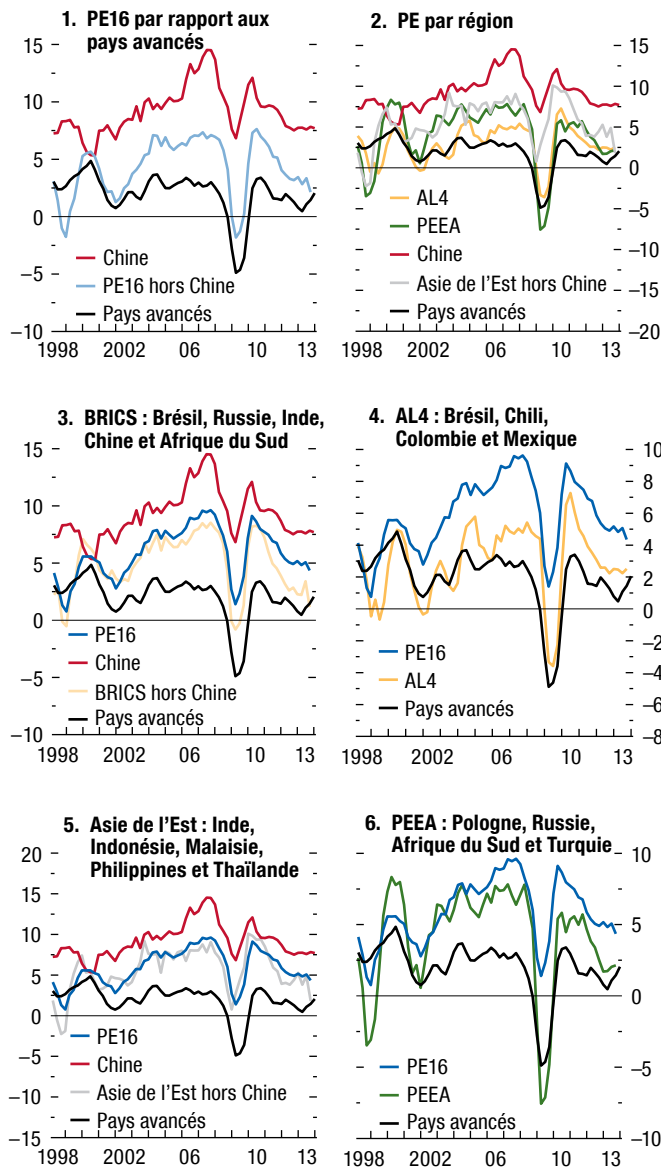 1. PE16 par rapport aux
pays avancés
15
10
5
0
–5
–10
Chine
PE16 hors Chine
Pays avancés
1998 2002 06 10 13
2. PE par région
25
20
15
10
5
0
–5
–10
–15
–20
AL4
PEEA
Chine
Asie de l'Est hors Chine
Pays avancés
1998 2002 06 10 13
3. BRICS : Brésil, Russie, Inde,
Chine et Afrique du Sud
15
10
5
0
–5
–10
PE16
Chine
BRICS hors Chine
Pays avancés
1998 2002 06 10 13
4. AL4 : Brésil, Chili,
Colombie et Mexique
10
8
6
4
2
0
–2
–4
–6
–8
PE16
AL4
Pays avancés
1998 2002 06 10 13
5. Asie de l'Est : Inde,
Indonésie, Malaisie,
Philippines et Thaïlande
20
15
10
5
0
–5
–10
–15
PE16
Chine
Asie de l'Est hors Chine
Pays avancés
1998 2002 06 10 13
6. PEEA : Pologne, Russie,
Afrique du Sud et Turquie
10
5
0
–5
–10
PE16
PEEA
Pays avancés
1998 2002 06 10 13